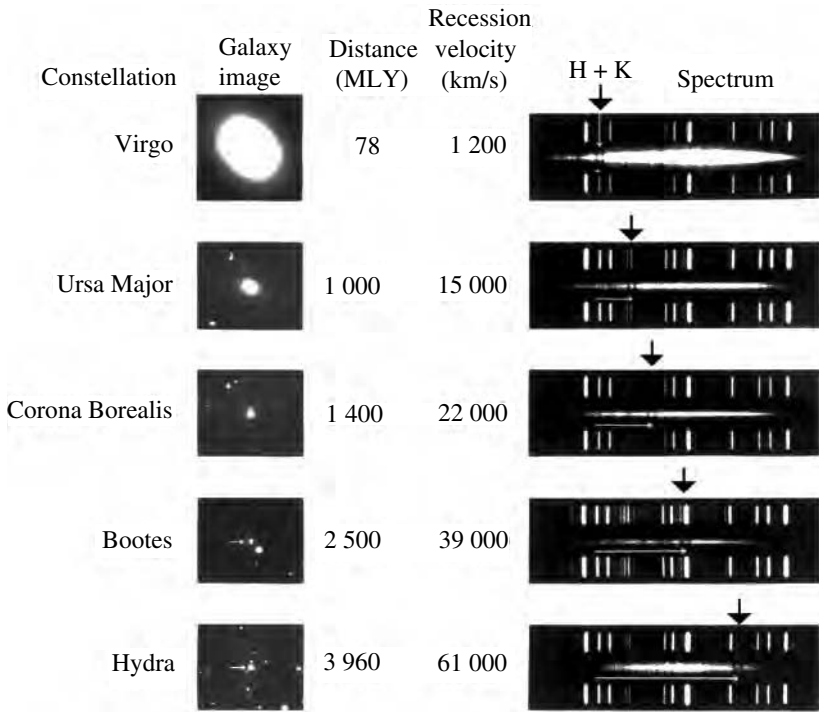 Constellation Galaxy image Distance (MLY) Recession velocity (km/s) H + K Spectrum
Virgo 78 1 200
Ursa Major 1 000 15 000
Corona Borealis 1 400 22 000
Bootes 2 500 39 000
Hydra 3 960 61 000